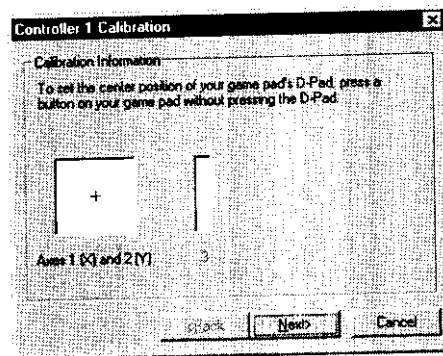 Controller 1 Calibration
Calibration Information
To set the center position of your game pad's D-Pad, press a
button on your game pad without pressing the D-Pad.
Axes 1 (X) and 2 (Y)
3
<Back
Next>
Cancel